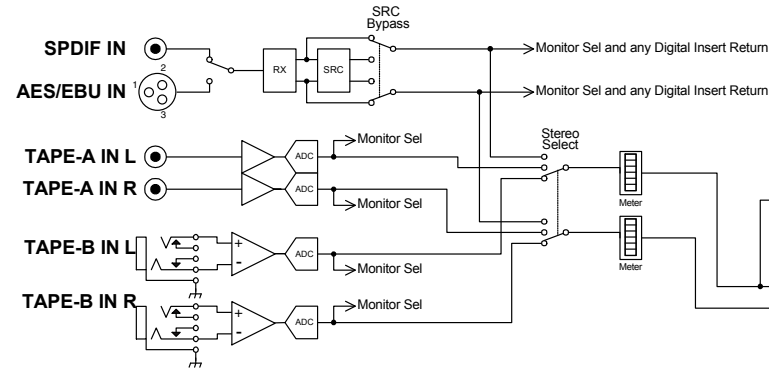 SRC
Bypass
SPDIF IN
Monitor Sel and any Digital Insert Return
2
RX
SRC
AES/EBU IN
1
3
Monitor Sel and any Digital Insert Return
Stereo
Select
Monitor Sel
TAPE-A IN L
ADC
TAPE-A IN R
ADC
Meter
Monitor Sel
TAPE-B IN L
+
-
ADC
Meter
Monitor Sel
TAPE-B IN R
Monitor Sel
+
-
ADC